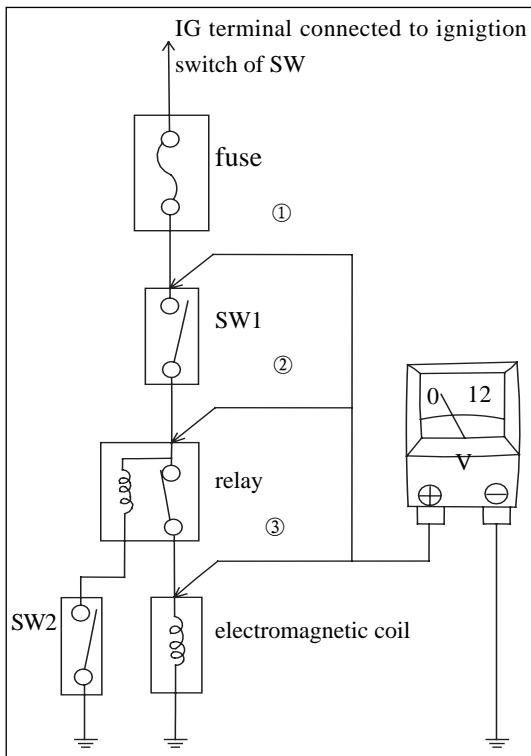 IG terminal connected to ignigtion
switch of SW
fuse
①
SW1
②
0 12
V
relay
③
SW2
electromagnetic coil